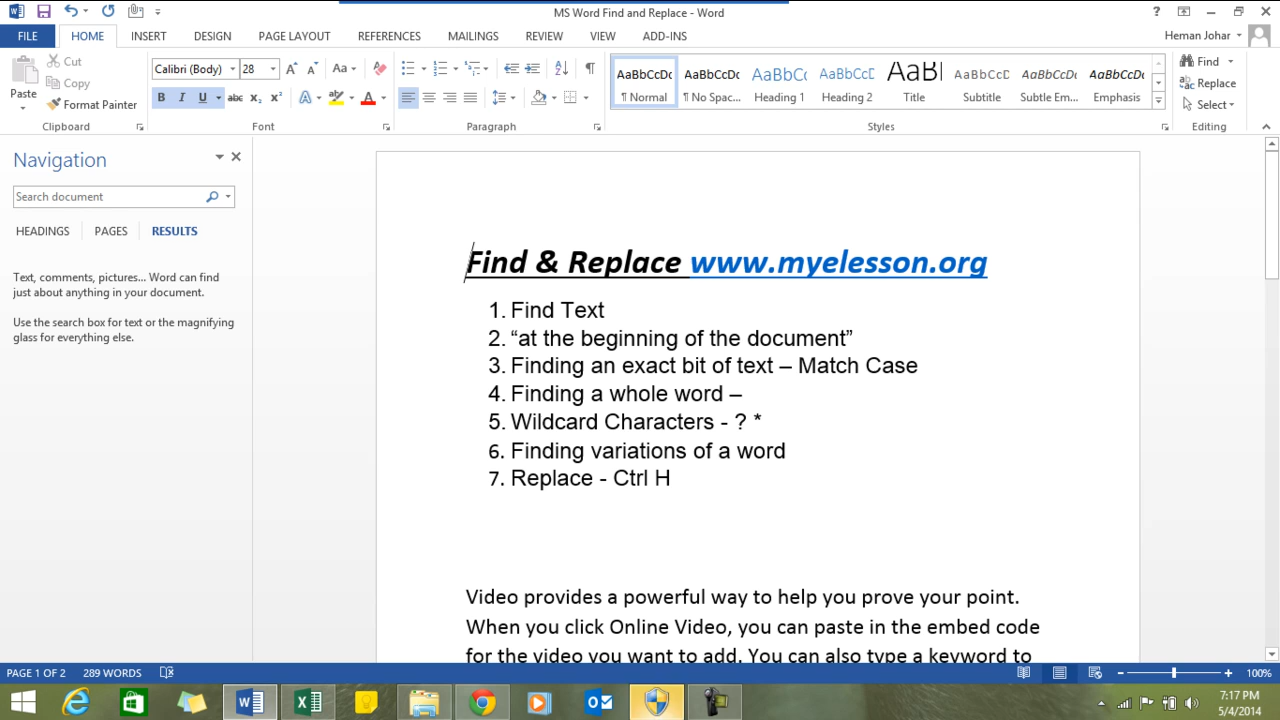 MS Word Find and Replace - Word
FILE HOME INSERT DESIGN PAGE LAYOUT REFERENCES MAILINGS REVIEW VIEW ADD-INS
Heman Johar
Paste
Cut
Copy
Format Painter
Clipboard
Calibri (Body) 28
Font
Paragraph
AaBbCcDc AaBbCcDc AaBbCc AaBbCcD AaBl AaBbCcD AaBbCcDc AaBbCcDc
¶ Normal ¶ No Spac... Heading 1 Heading 2 Title Subtitle Subtle Em... Emphasis
Styles
Find
Replace
Select
Editing
Navigation
Search document
HEADINGS PAGES RESULTS
Text, comments, pictures... Word can find
just about anything in your document.
Use the search box for text or the magnifying
glass for everything else.
Find & Replace www.myelesson.org
1. Find Text
2. “at the beginning of the document”
3. Finding an exact bit of text – Match Case
4. Finding a whole word –
5. Wildcard Characters - ? *
6. Finding variations of a word
7. Replace - Ctrl H
Video provides a powerful way to help you prove your point.
When you click Online Video, you can paste in the embed code
for the video you want to add. You can also type a keyword to
PAGE 1 OF 2 289 WORDS
100%
7:17 PM
5/4/2014